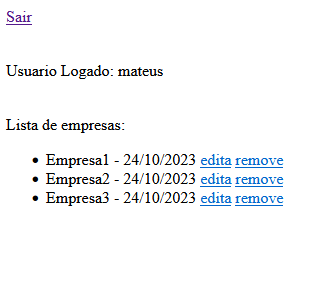 Sair
Usuario Logado: mateus
Lista de empresas:
Empresa1 - 24/10/2023 edita remove
Empresa2 - 24/10/2023 edita remove
Empresa3 - 24/10/2023 edita remove